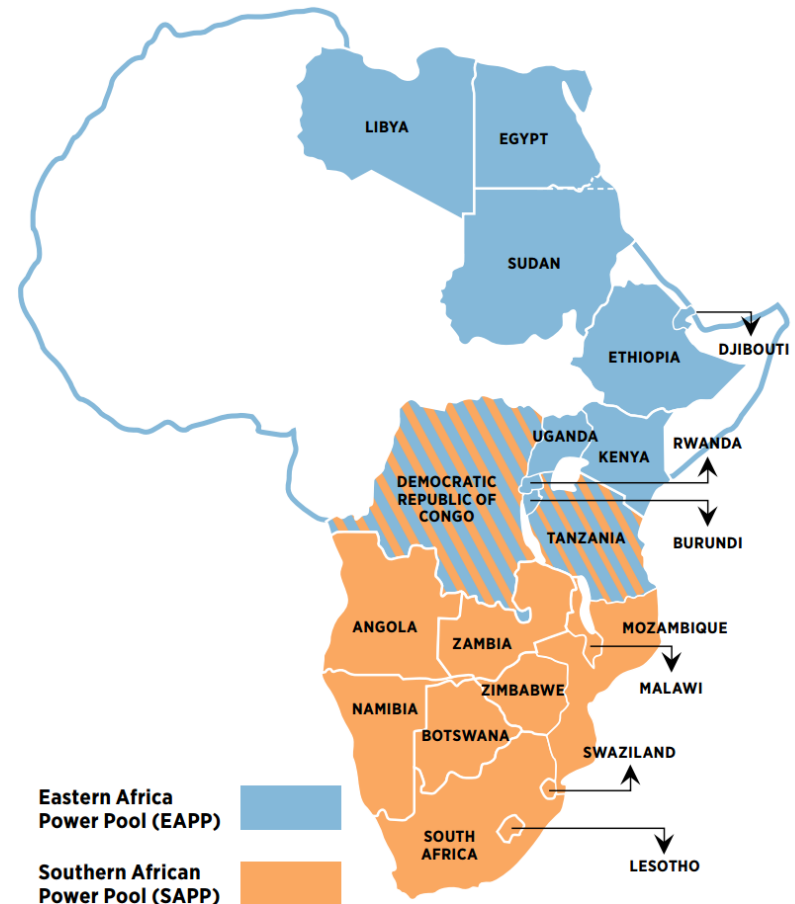 LIBYA
EGYPT
SUDAN
DJIBOUTI
ETHIOPIA
UGANDA
RWANDA
KENYA
DEMOCRATIC
REPUBLIC OF
CONGO
TANZANIA
BURUNDI
ANGOLA
ZAMBIA
MOZAMBIQUE
MALAWI
ZIMBABWE
NAMIBIA
BOTSWANA
SWAZILAND
SOUTH
AFRICA
LESOTHO
Eastern Africa
Power Pool (EAPP)
Southern African
Power Pool (SAPP)